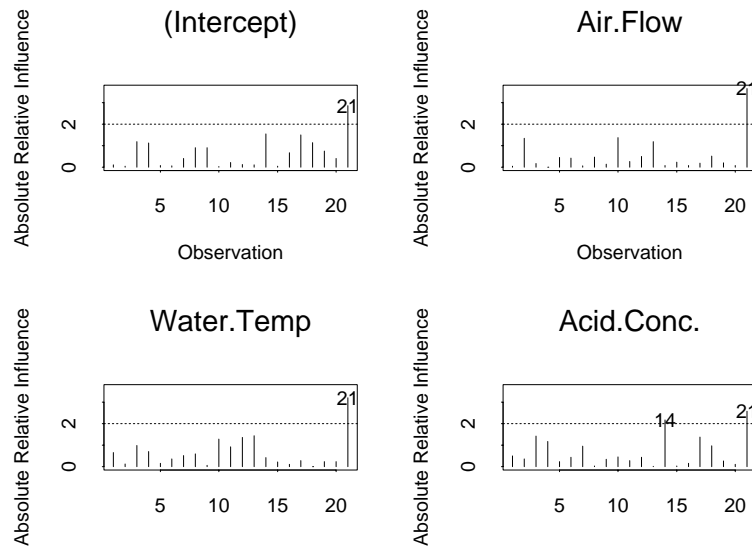 (Intercept)
Absolute Relative Influence
2
0
21
5 10 15 20
Observation
Air.Flow
Absolute Relative Influence
2
0
21
5 10 15 20
Observation
Water.Temp
Absolute Relative Influence
2
0
21
5 10 15 20
Acid.Conc.
Absolute Relative Influence
2
0
14
21
5 10 15 20